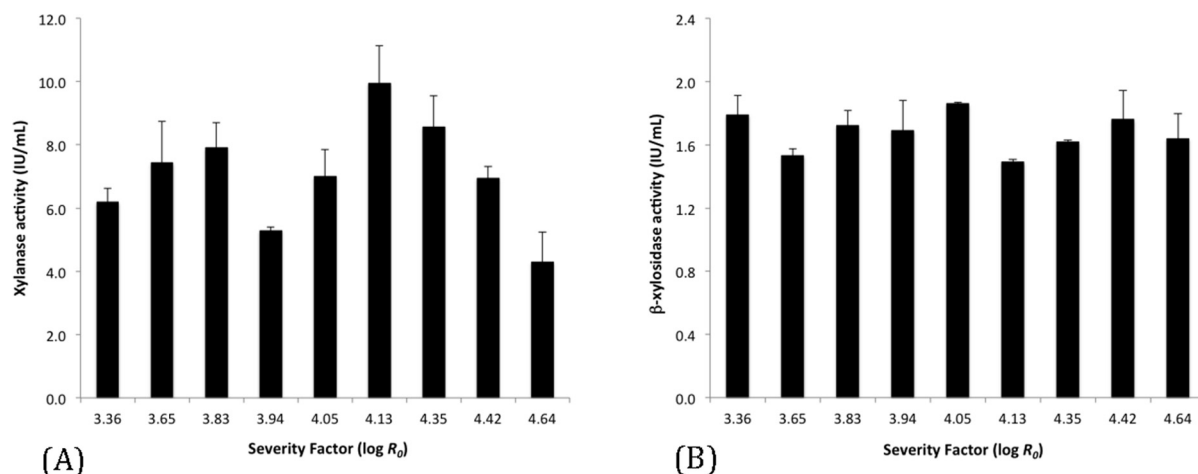 Xylanase activity (IU/mL)
12.0
10.0
8.0
6.0
4.0
2.0
0.0
3.36 3.65 3.83 3.94 4.05 4.13 4.35 4.42 4.64
Severity Factor (log R0)
(A)
β-xylosidase activity (IU/mL)
2.4
2.0
1.6
1.2
0.8
0.4
0.0
3.36 3.65 3.83 3.94 4.05 4.13 4.35 4.42 4.64
Severity Factor (log R0)
(B)